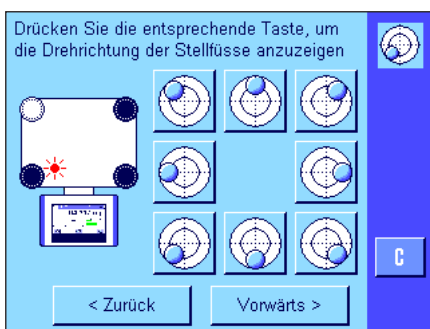 Drücken Sie die entsprechende Taste, um
die Drehrichtung der Stellfüsse anzuzeigen
C
< Zurück
Vorwärts >